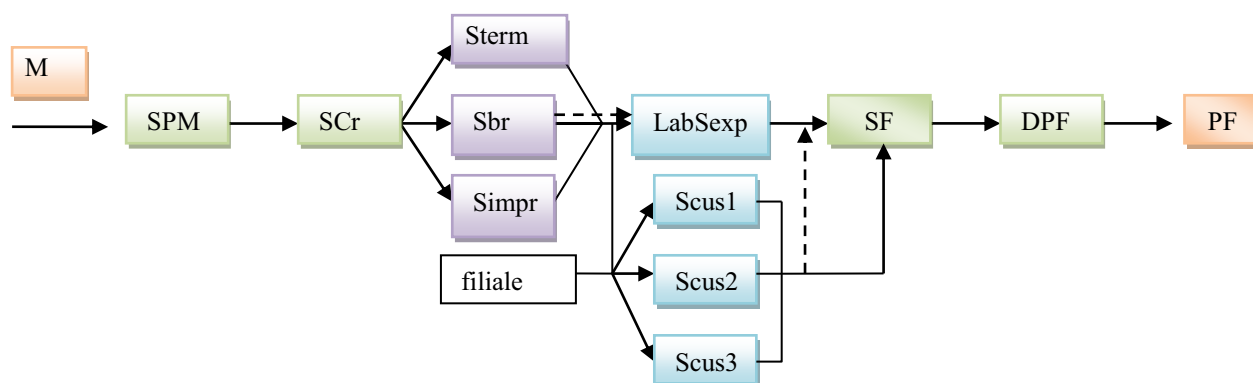 M
Sterm
SPM
SCr
Sbr
LabSexp
SF
DPF
PF
Simpr
Scus1
filiale
Scus2
Scus3